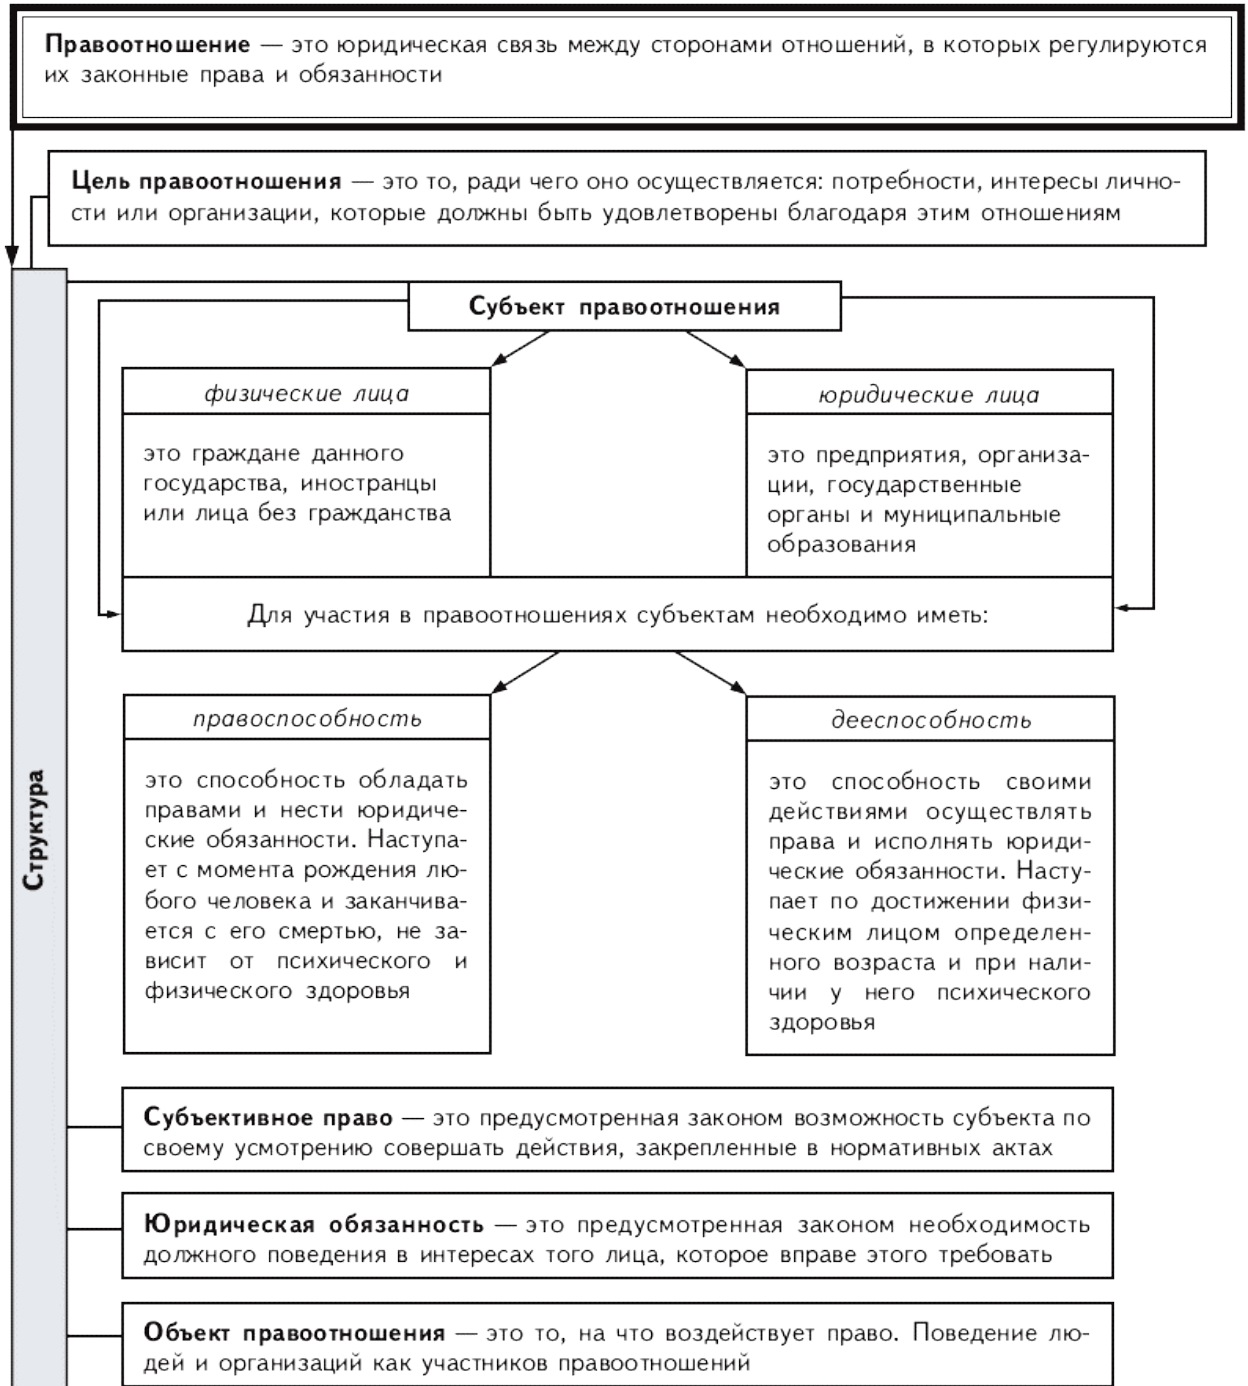 Правоотношение — это юридическая связь между сторонами отношений, в которых регулируются
их законные права и обязанности
Цель правоотношения — это то, ради чего оно осуществляется: потребности, интересы лично-
сти или организации, которые должны быть удовлетворены благодаря этим отношениям
Структура
Субъект правоотношения
физические лица
это граждане данного
государства, иностранцы
или лица без гражданства
юридические лица
это предприятия, организа-
ции, государственные
органы и муниципальные
образования
Для участия в правоотношениях субъектам необходимо иметь:
правоспособность
это способность обладать
правами и нести юридиче-
ские обязанности. Наступа-
ет с момента рождения лю-
бого человека и заканчива-
ется с его смертью, не за-
висит от психического и
физического здоровья
дееспособность
это способность своими
действиями осуществлять
права и исполнять юриди-
ческие обязанности. Насту-
пает по достижении физи-
ческим лицом определен-
ного возраста и при нали-
чии у него психического
здоровья
Субъективное право — это предусмотренная законом возможность субъекта по
своему усмотрению совершать действия, закрепленные в нормативных актах
Юридическая обязанность — это предусмотренная законом необходимость
должного поведения в интересах того лица, которое вправе этого требовать
Объект правоотношения — это то, на что воздействует право. Поведение лю-
дей и организаций как участников правоотношений